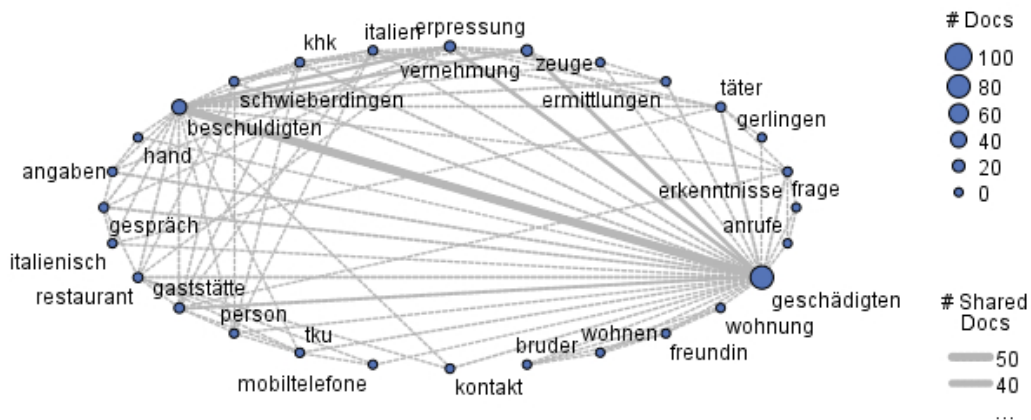 erpressung
italien
khk
vernehmung
zeuge
schwieberdingen
ermittlungen
täter
beschuldigten
gerlingen
hand
angaben
erkenntnisse
frage
gespräch
anrufe
italienisch
restaurant
gaststätte
geschädigten
person
wohnung
tku
bruder
wohnen
freundin
mobiltelefone
kontakt
# Docs
100
80
60
40
20
0
# Shared
Docs
50
40
...